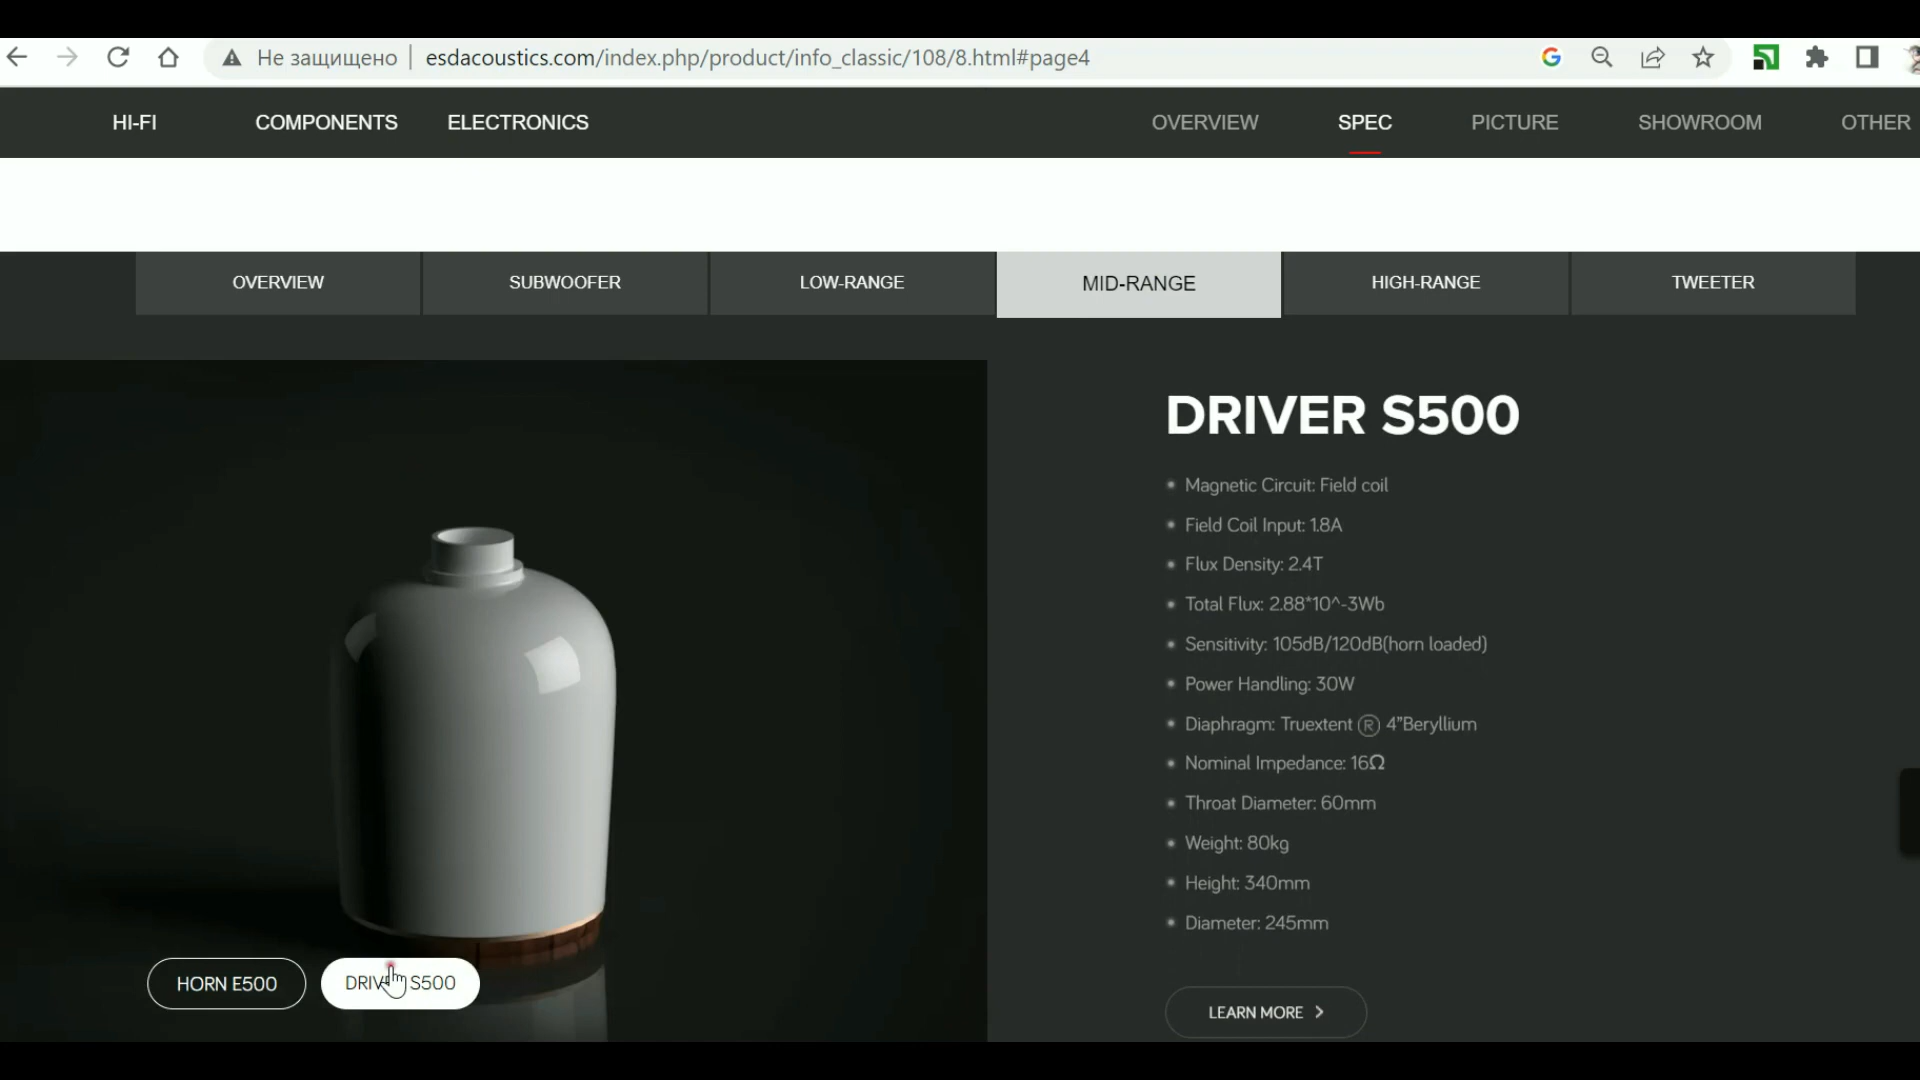 Не защищено esdacoustics.com/index.php/product/info_classic/108/8.html#page4
HI-FI COMPONENTS ELECTRONICS OVERVIEW SPEC PICTURE SHOWROOM OTHER
OVERVIEW SUBWOOFER LOW-RANGE MID-RANGE HIGH-RANGE TWEETER
DRIVER S500
• Magnetic Circuit: Field coil
• Field Coil Input: 1.8A
• Flux Density: 2.4T
• Total Flux: 2.88*10^-3Wb
• Sensitivity: 105dB/120dB(horn loaded)
• Power Handling: 30W
• Diaphragm: Truextent ® 4"Beryllium
• Nominal Impedance: 16Ω
• Throat Diameter: 60mm
• Weight: 80kg
• Height: 340mm
• Diameter: 245mm
HORN E500 DRIVER S500
LEARN MORE >